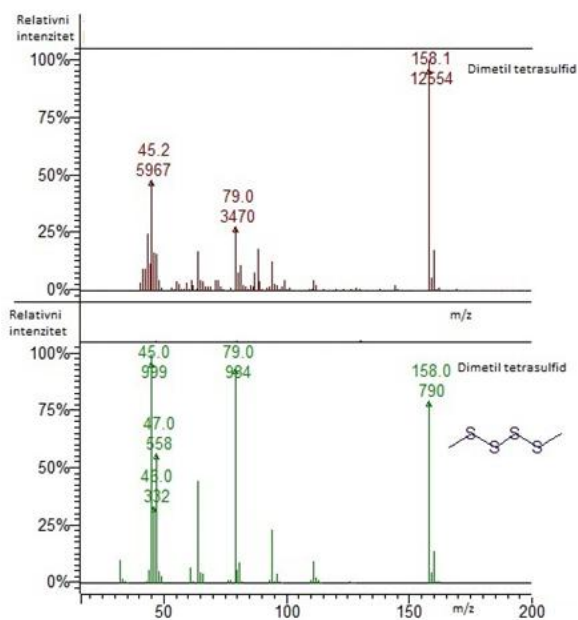 Relativni
intenzitet
100%
75%
50%
25%
0%
158.1
12554
Dimetil tetrasulfid
45.2
5967
79.0
3470
m/z
Relativni
intenzitet
100%
75%
50%
25%
0%
45.0
999
79.0
984
Dimetil tetrasulfid
158.0
790
47.0
558
46.0
332
S
S
S
S
50
100
150
m/z
200